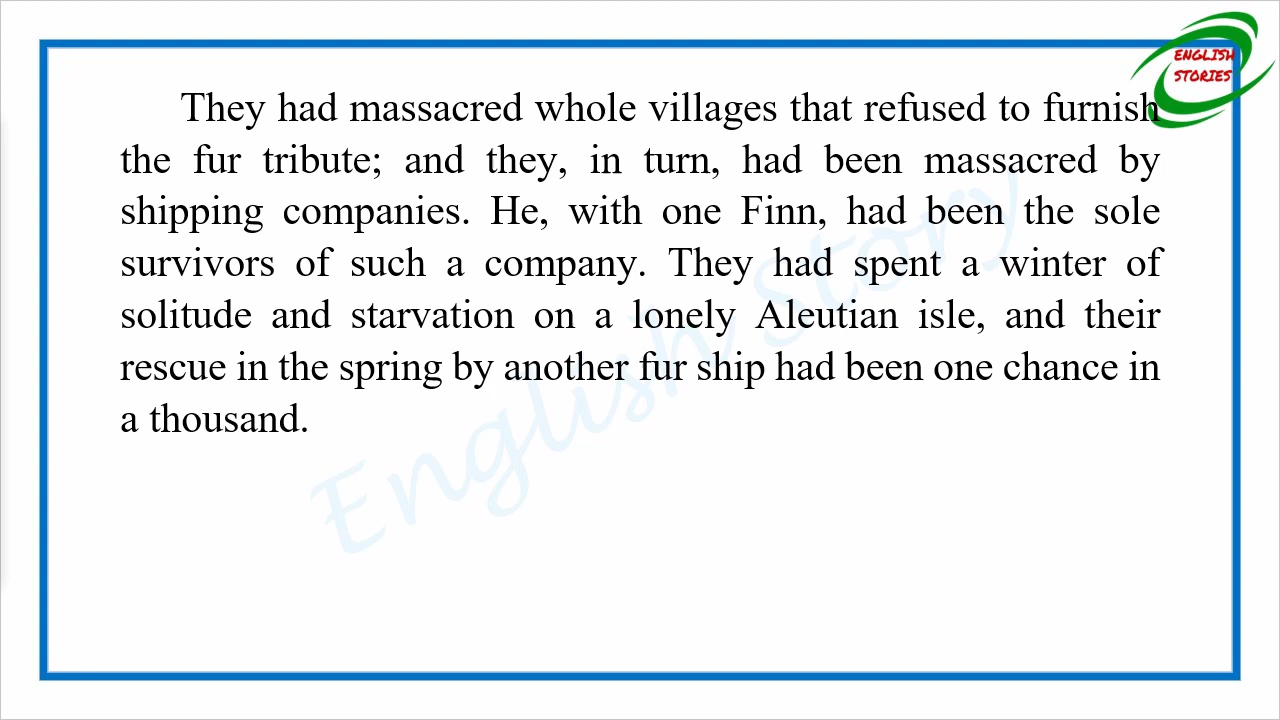 ENGLISH
STORIES
They had massacred whole villages that refused to furnish
the fur tribute; and they, in turn, had been massacred by
shipping companies. He, with one Finn, had been the sole
survivors of such a company. They had spent a winter of
solitude and starvation on a lonely Aleutian isle, and their
rescue in the spring by another fur ship had been one chance in
a thousand.
English Story